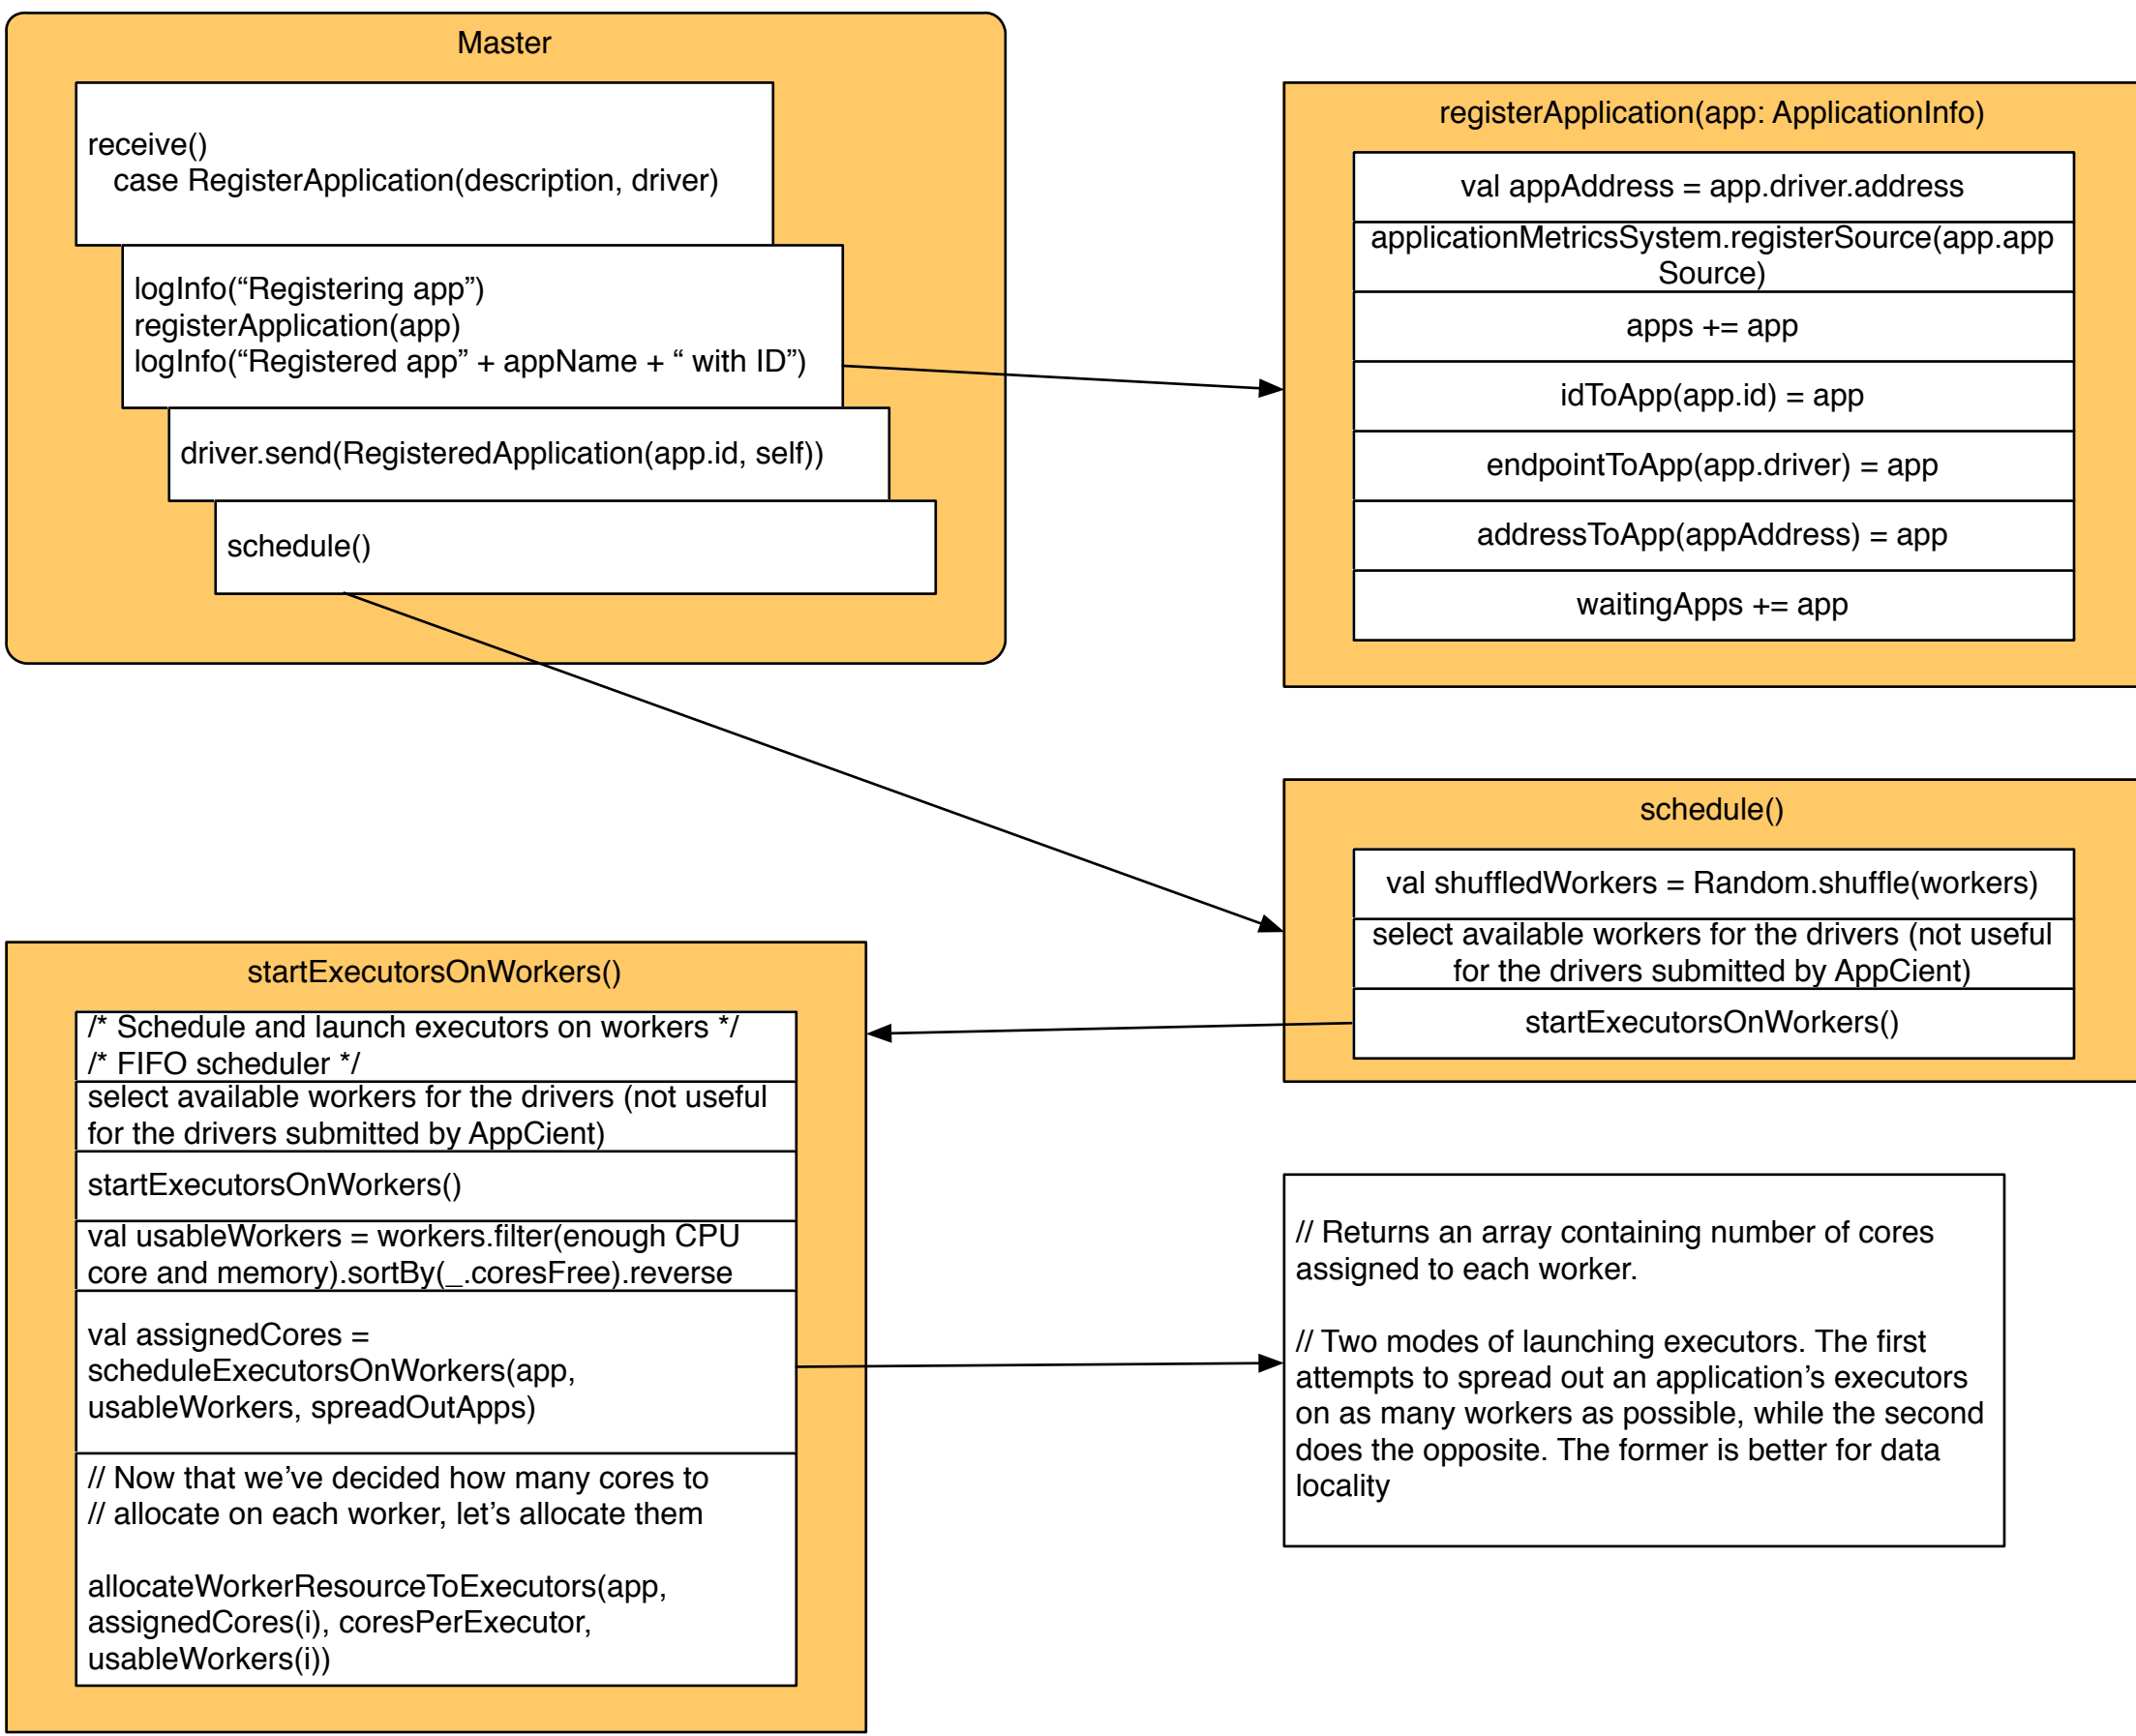 Master
receive()
case RegisterApplication(description, driver)
logInfo(“Registering app”)
registerApplication(app)
logInfo(“Registered app” + appName + “ with ID”)
driver.send(RegisteredApplication(app.id, self))
schedule()
registerApplication(app: ApplicationInfo)
val appAddress = app.driver.address
applicationMetricsSystem.registerSource(app.app
Source)
apps += app
idToApp(app.id) = app
endpointToApp(app.driver) = app
addressToApp(appAddress) = app
waitingApps += app
schedule()
val shuffledWorkers = Random.shuffle(workers)
select available workers for the drivers (not useful
for the drivers submitted by AppCient)
startExecutorsOnWorkers()
startExecutorsOnWorkers()
/* Schedule and launch executors on workers */
/* FIFO scheduler */
select available workers for the drivers (not useful
for the drivers submitted by AppCient)
startExecutorsOnWorkers()
val usableWorkers = workers.filter(enough CPU
core and memory).sortBy(_.coresFree).reverse
val assignedCores =
scheduleExecutorsOnWorkers(app,
usableWorkers, spreadOutApps)
// Now that we’ve decided how many cores to
// allocate on each worker, let’s allocate them
allocateWorkerResourceToExecutors(app,
assignedCores(i), coresPerExecutor,
usableWorkers(i))
// Returns an array containing number of cores
assigned to each worker.
// Two modes of launching executors. The first
attempts to spread out an application’s executors
on as many workers as possible, while the second
does the opposite. The former is better for data
locality